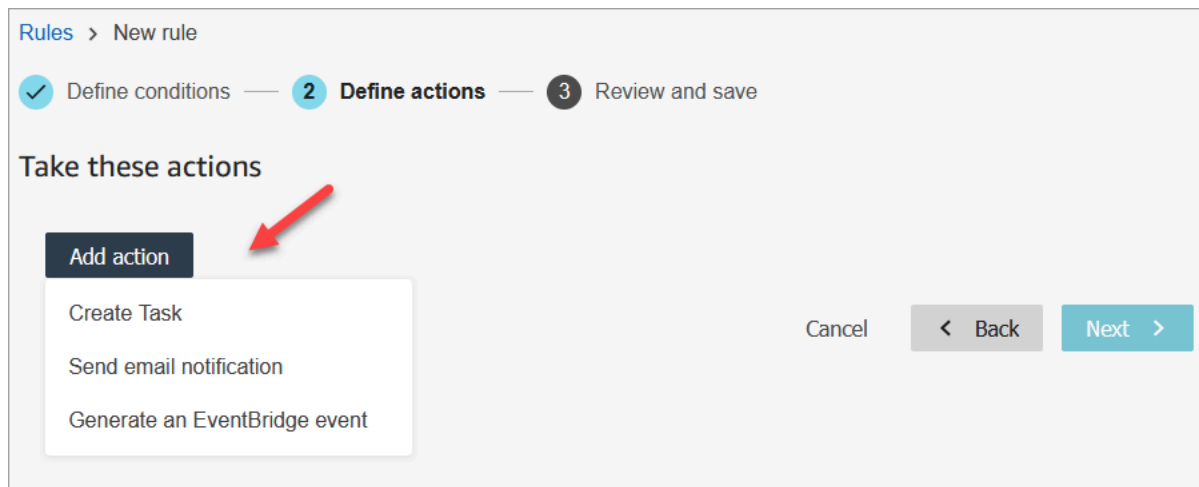 Rules > New rule
Define conditions 2 Define actions 3 Review and save
Take these actions
Add action
Create Task
Send email notification
Generate an EventBridge event
Cancel < Back Next >